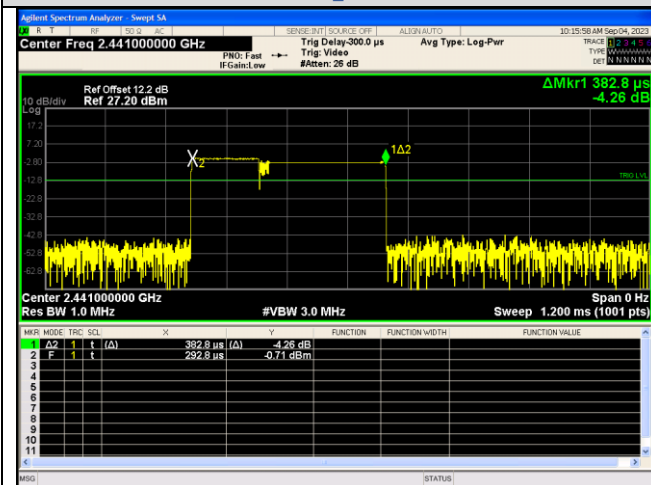 Agilent Spectrum Analyzer - Swept SA
R T RF 50 Ω AC SENSE:INT SOURCE OFF ALIGN AUTO 10:15:58 AM Sep 04, 2023
Center Freq 2.441000000 GHz Trig Delay-300.0 µs Avg Type: Log-Pwr TRACE 1 2 3 4 5 6
PNO: Fast Trig: Video TYPE WWWWWW
IFGain:Low #Atten: 26 dB DET N N N N N N
Ref Offset 12.2 dB ΔMkr1 382.8 µs
10 dB/div Ref 27.20 dBm -4.26 dB
Log
17.2
7.20
X2 1Δ2
-2.80
TRIG LVL
-12.8
-22.8
-32.8
-42.8
-52.8
-62.8
Center 2.441000000 GHz Span 0 Hz
Res BW 1.0 MHz #VBW 3.0 MHz Sweep 1.200 ms (1001 pts)
MKR MODE TRC SCL X Y FUNCTION FUNCTION WIDTH FUNCTION VALUE
1 Δ2 1 t (Δ) 382.8 µs (Δ) -4.26 dB
2 F 1 t 292.8 µs -0.71 dBm
3
4
5
6
7
8
9
10
11
MSG STATUS